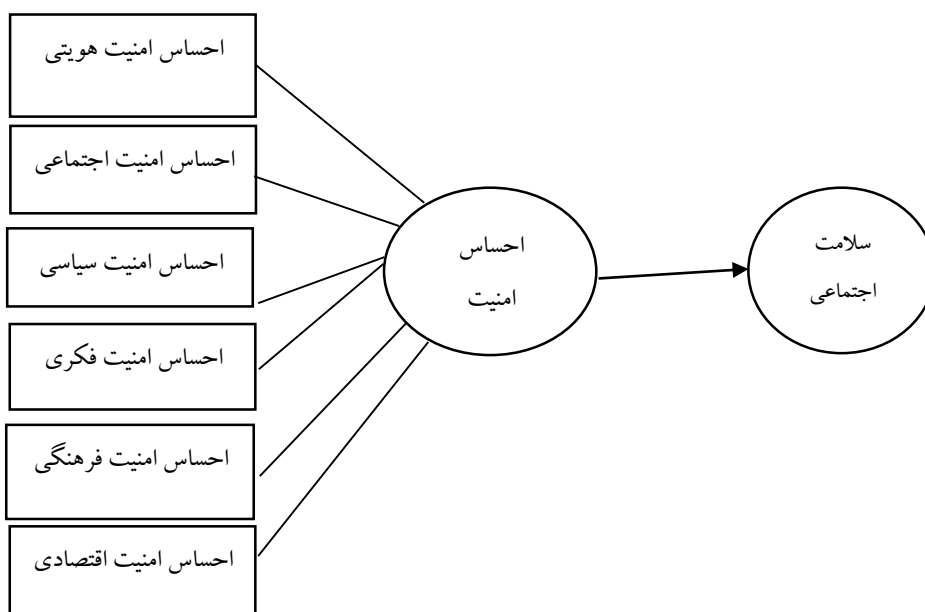 احساس امنیت هویتی
احساس امنیت اجتماعی
احساس امنیت سیاسی
احساس امنیت فکری
احساس امنیت فرهنگی
احساس امنیت اقتصادی
احساس
امنیت
سلامت
اجتماعی